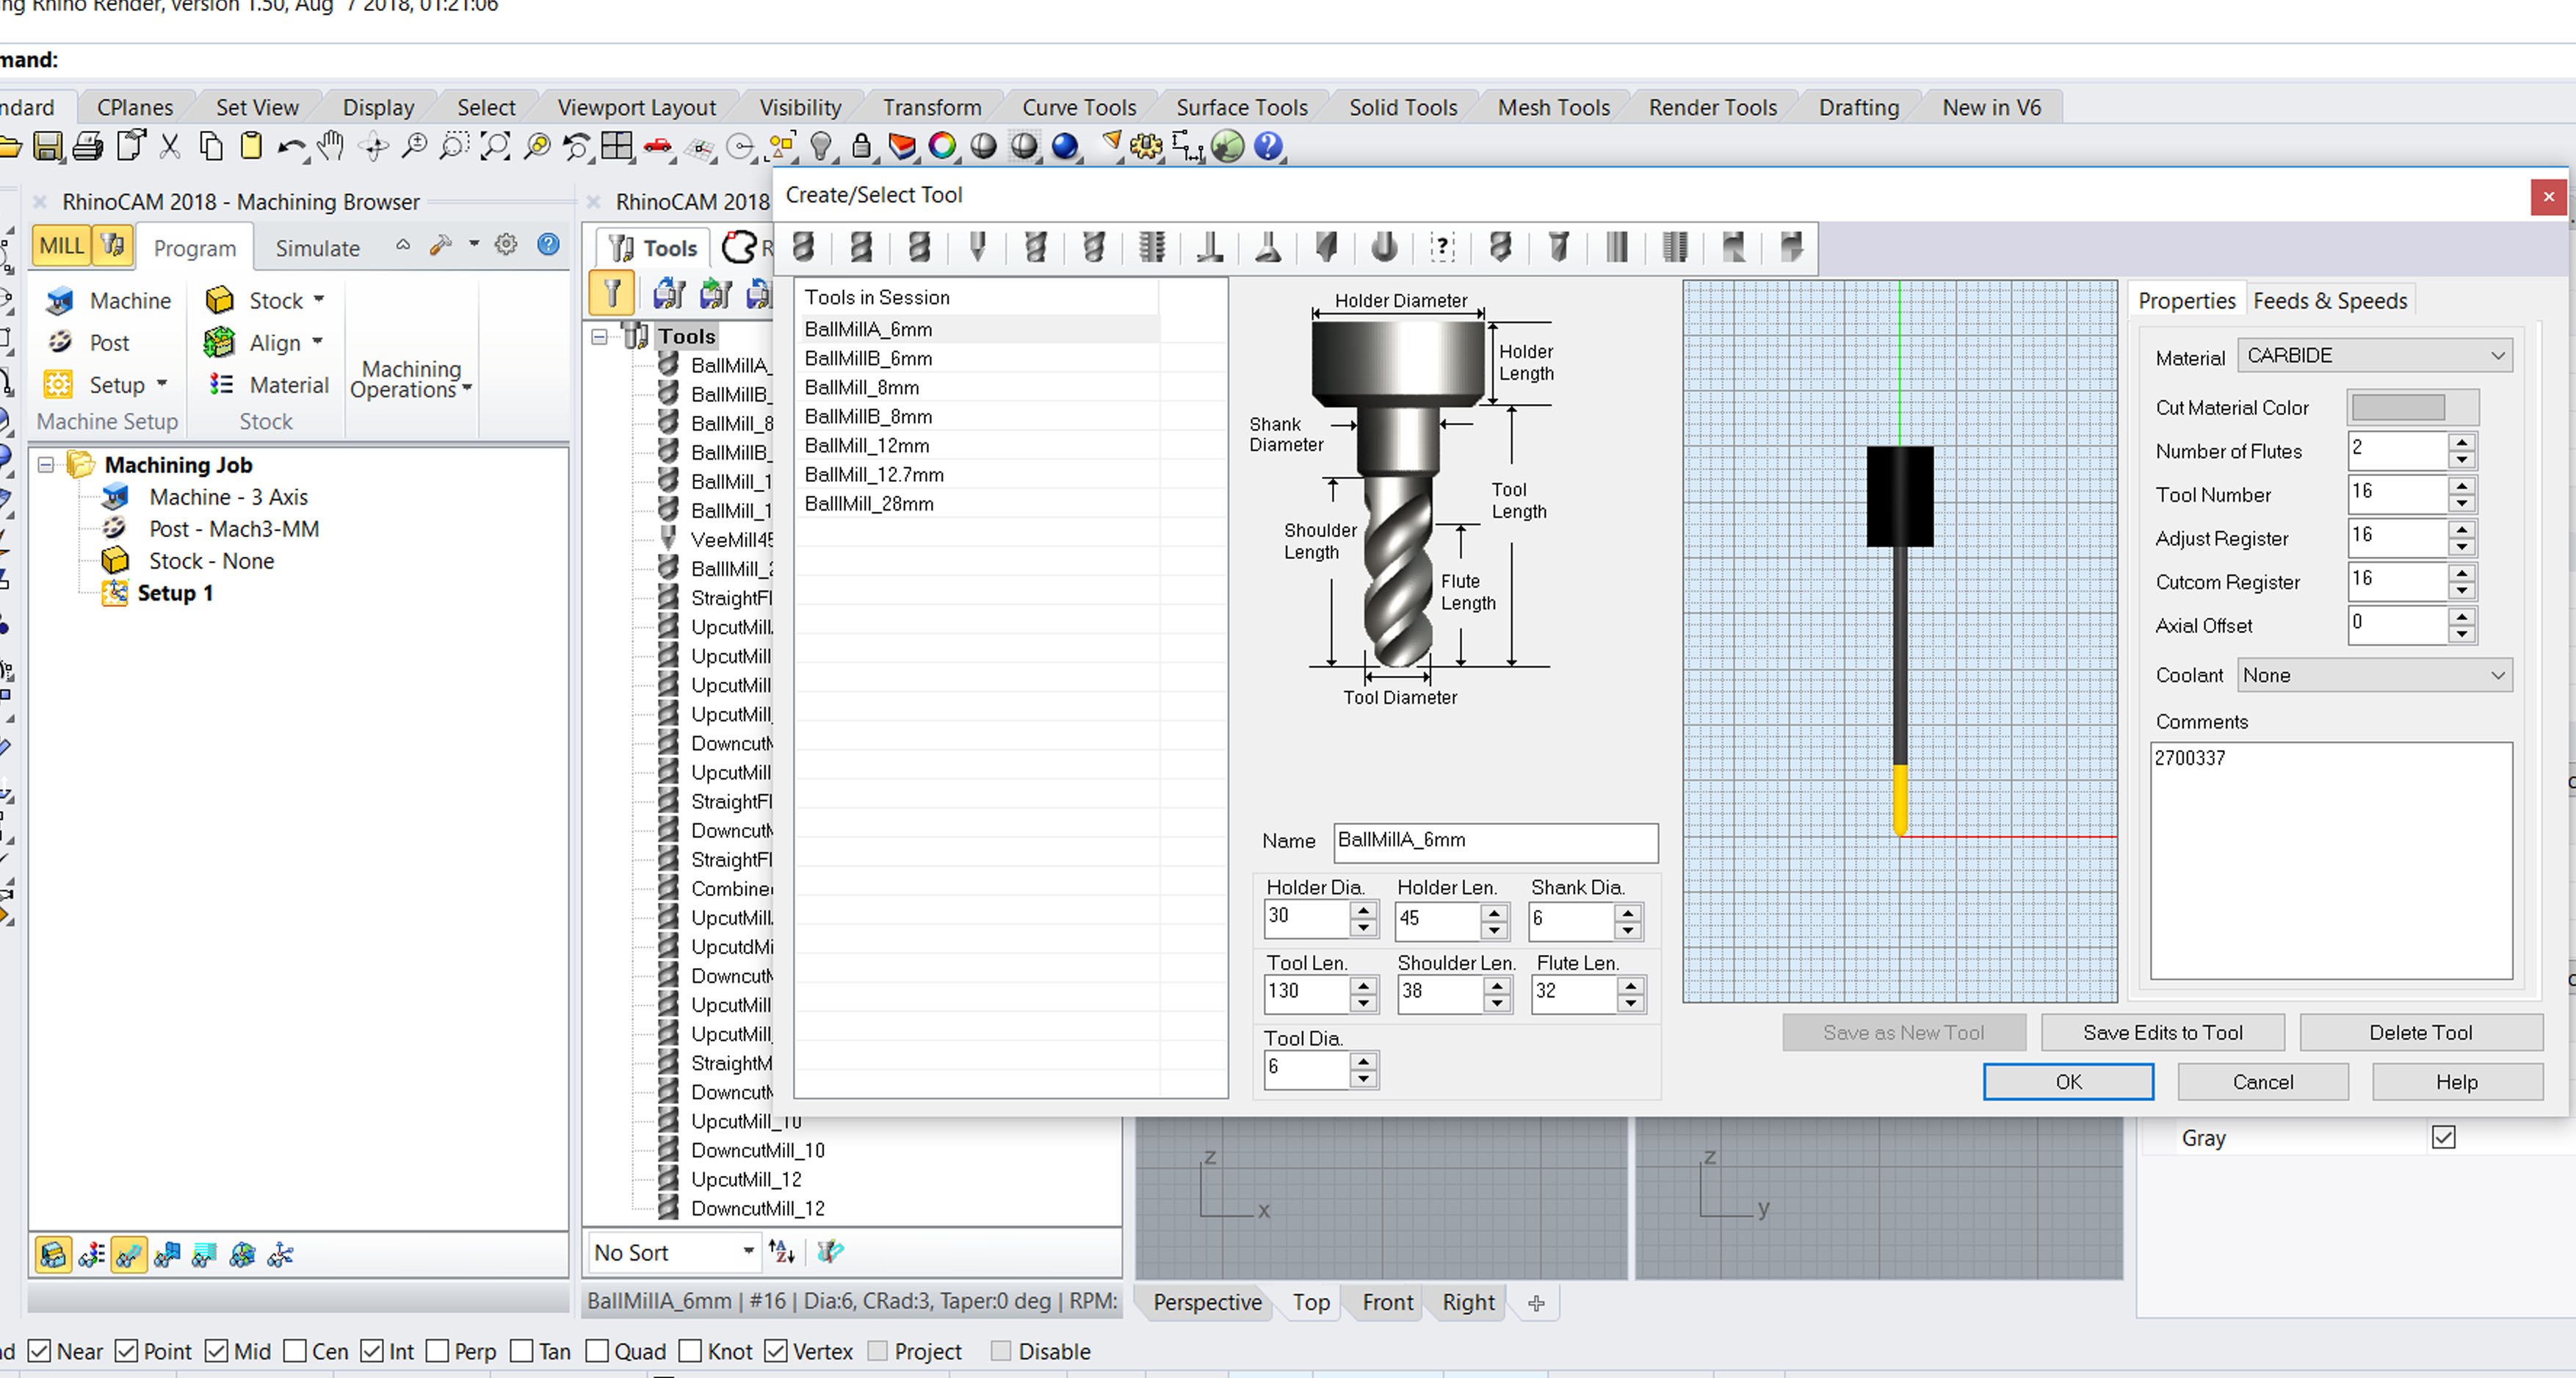 ng Rhino Render, version 1.50, Aug 7 2018, 01:21:06
mand:
ndard CPlanes Set View Display Select Viewport Layout Visibility Transform Curve Tools Surface Tools Solid Tools Mesh Tools Render Tools Drafting New in V6
RhinoCAM 2018 - Machining Browser
MILL Program Simulate
Machine Stock
Post Align
Setup Material
Machining Operations
Machine Setup Stock
Machining Job
Machine - 3 Axis
Post - Mach3-MM
Stock - None
Setup 1
RhinoCAM 2018
Tools R
Tools
BallMillA_
BallMillB_
BallMill_8
BallMillB_
BallMill_1
BallMill_1
VeeMill45
BalllMill_2
StraightFl
UpcutMill.
UpcutMill
UpcutMill
UpcutMill_
DowncutM
UpcutMill
StraightFl
DowncutM
StraightFl
Combine
UpcutMill.
UpcutdMi
DowncutM
UpcutMill
UpcutMill_
StraightM
DowncutM
UpcutMill_10
DowncutMill_10
UpcutMill_12
DowncutMill_12
No Sort
BallMillA_6mm | #16 | Dia:6, CRad:3, Taper:0 deg | RPM:
Create/Select Tool
Tools in Session
BallMillA_6mm
BallMillB_6mm
BallMill_8mm
BallMillB_8mm
BallMill_12mm
BallMill_12.7mm
BalllMill_28mm
Holder Diameter
Holder
Length
Shank
Diameter
Tool
Length
Shoulder
Length
Flute
Length
Tool Diameter
Name BallMillA_6mm
Holder Dia. Holder Len. Shank Dia.
30 45 6
Tool Len. Shoulder Len. Flute Len.
130 38 32
Tool Dia.
6
Properties Feeds & Speeds
Material CARBIDE
Cut Material Color
Number of Flutes 2
Tool Number 16
Adjust Register 16
Cutcom Register 16
Axial Offset 0
Coolant None
Comments
2700337
Save as New Tool Save Edits to Tool Delete Tool
OK Cancel Help
Gray
z
x
z
y
Perspective Top Front Right
d Near Point Mid Cen Int Perp Tan Quad Knot Vertex Project Disable